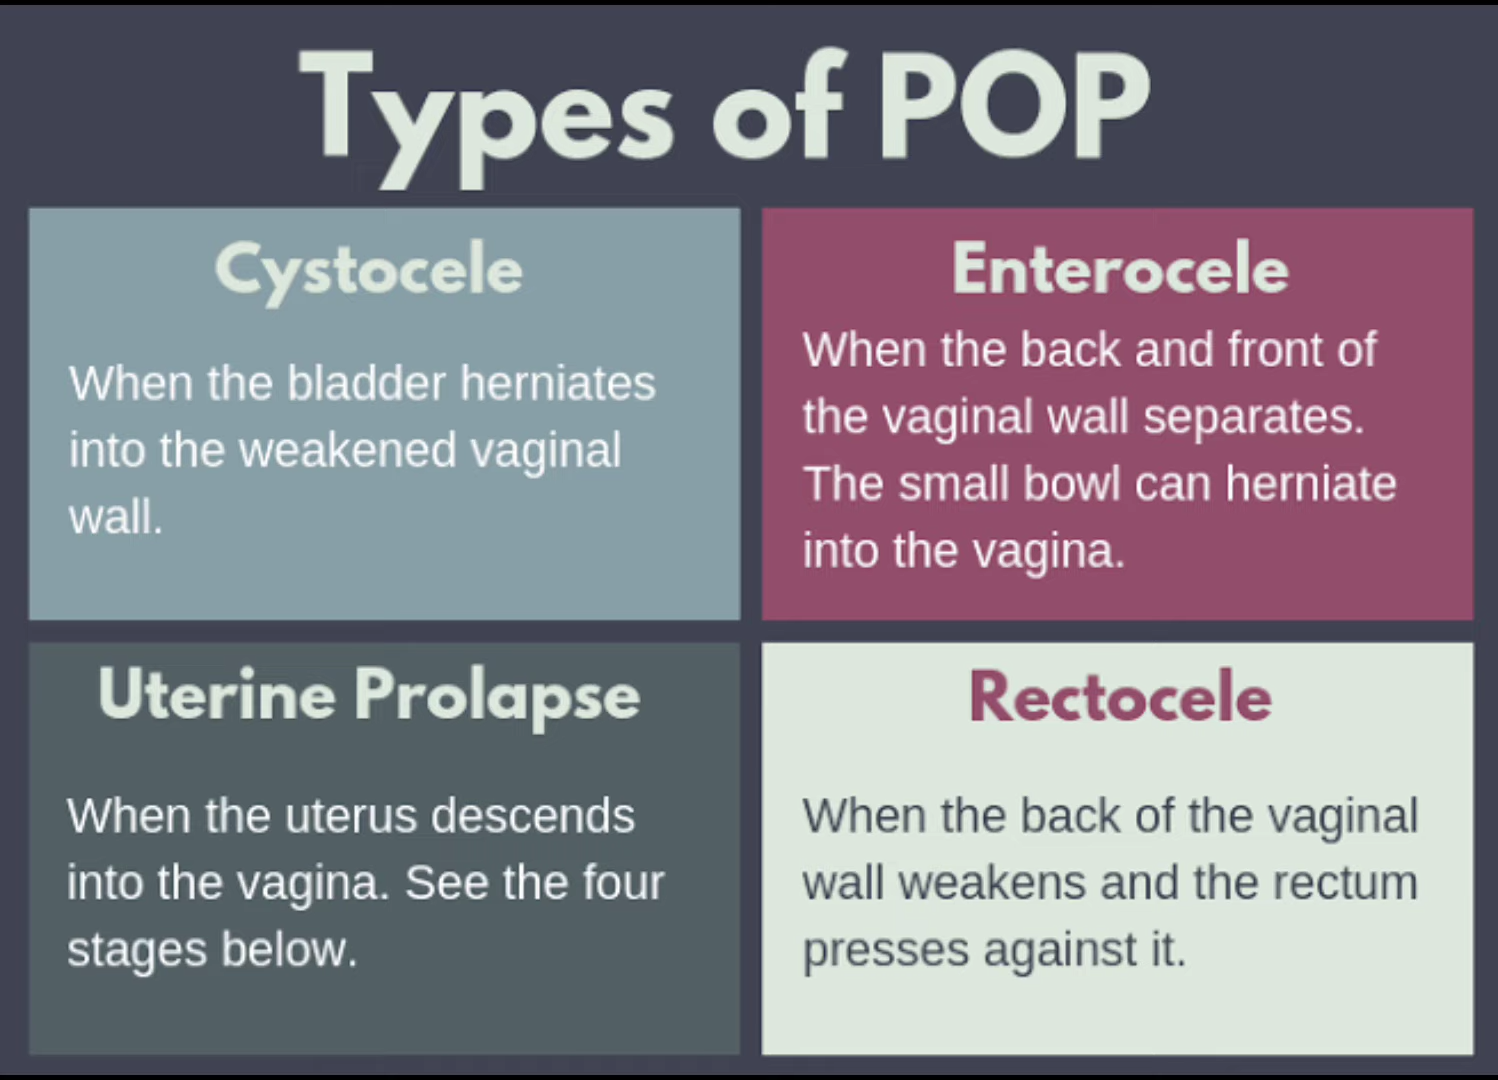 Types of POP
Cystocele
When the bladder herniates
into the weakened vaginal
wall.
Enterocele
When the back and front of
the vaginal wall separates.
The small bowl can herniate
into the vagina.
Uterine Prolapse
When the uterus descends
into the vagina. See the four
stages below.
Rectocele
When the back of the vaginal
wall weakens and the rectum
presses against it.